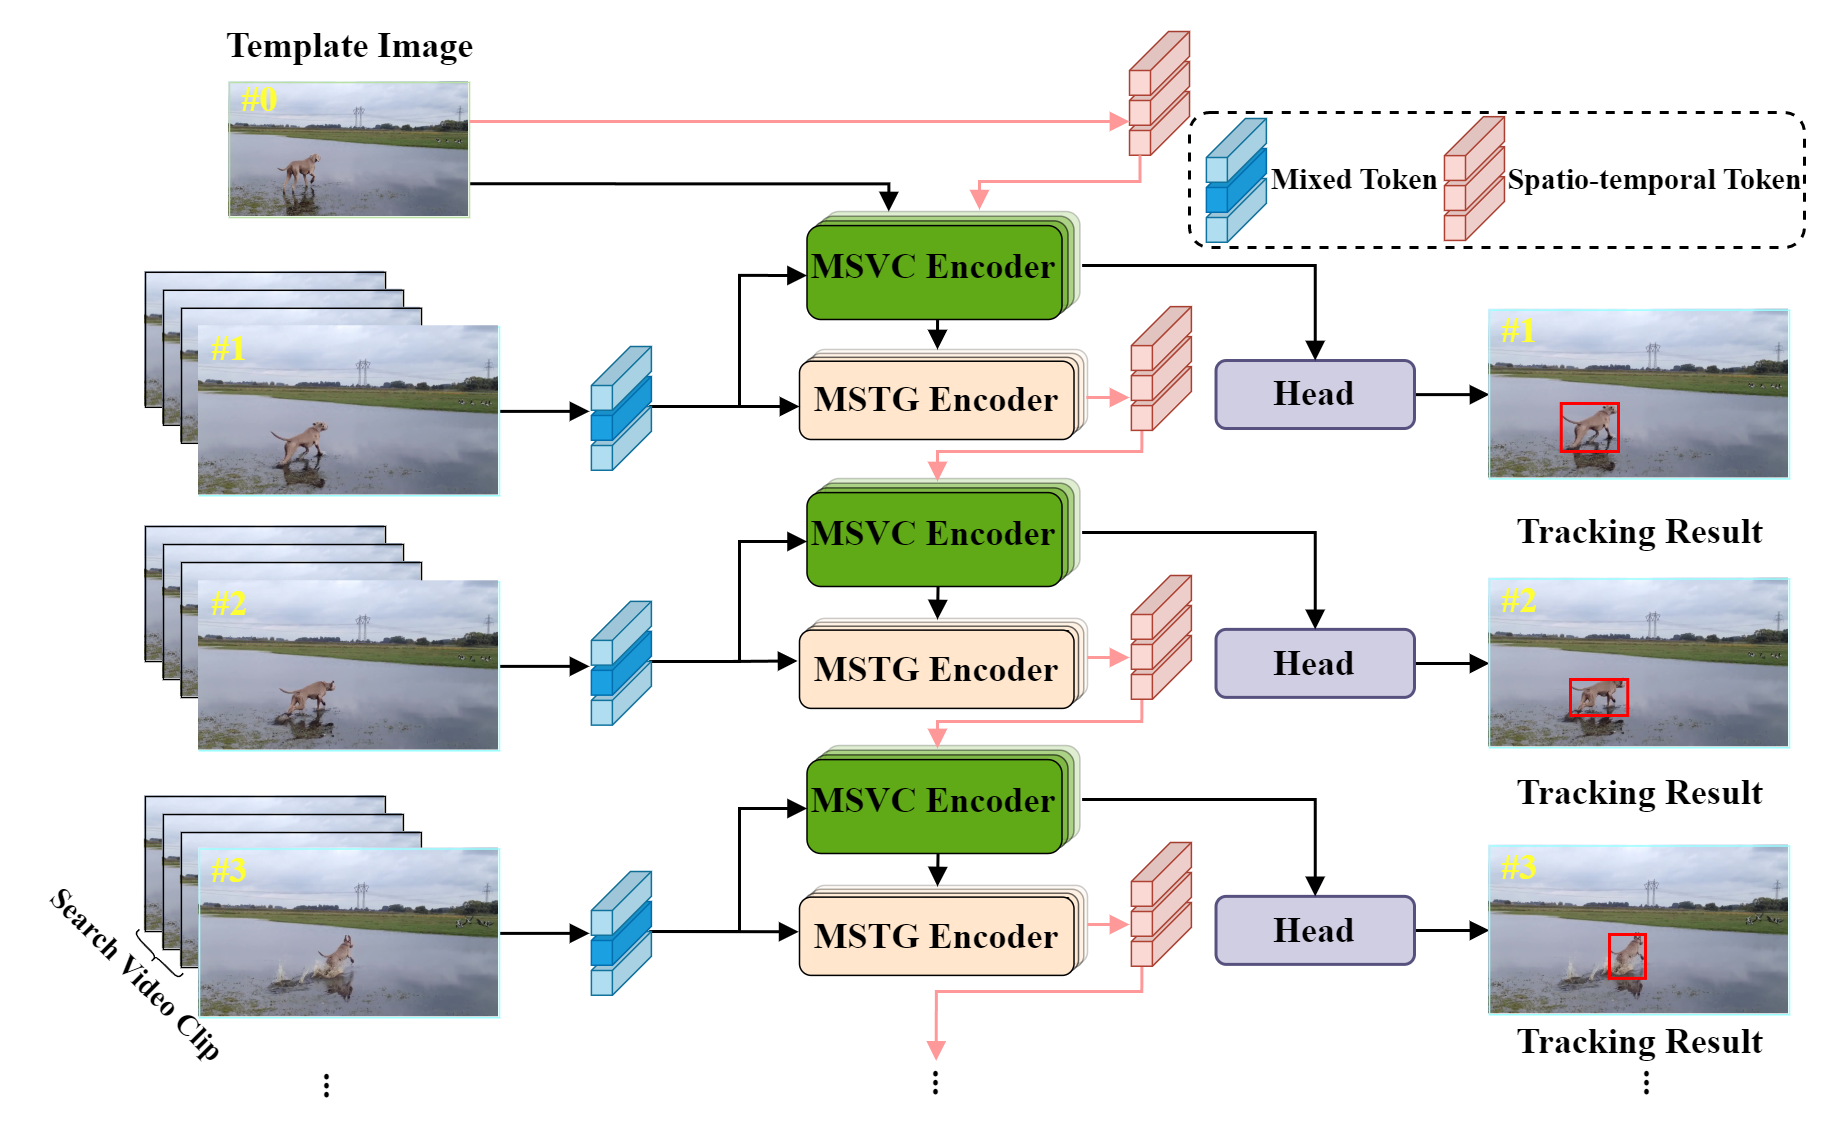 Template Image
#0
Mixed Token
Spatio-temporal Token
MSVC Encoder
#1
MSTG Encoder
Head
#1
Tracking Result
MSVC Encoder
#2
MSTG Encoder
Head
#2
Tracking Result
MSVC Encoder
#3
MSTG Encoder
Head
#3
Search Video Clip
Tracking Result